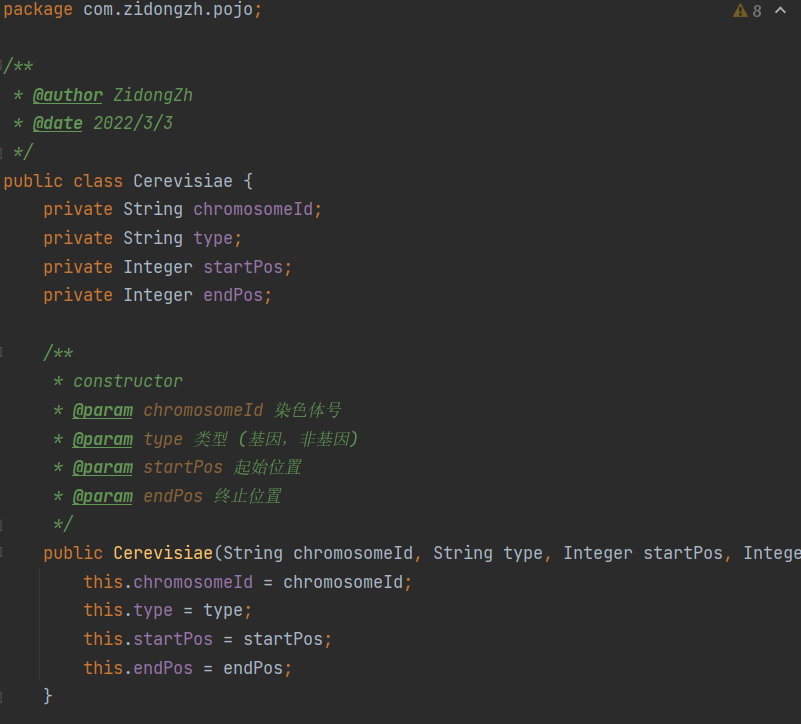 package com.zidongzh.pojo;
8
/**
 * @author ZidongZh
 * @date 2022/3/3
 */
public class Cerevisiae {
    private String chromosomeId;
    private String type;
    private Integer startPos;
    private Integer endPos;
    /**
     * constructor
     * @param chromosomeId 染色体号
     * @param type 类型 (基因，非基因)
     * @param startPos 起始位置
     * @param endPos 终止位置
     */
    public Cerevisiae(String chromosomeId, String type, Integer startPos, Intege
        this.chromosomeId = chromosomeId;
        this.type = type;
        this.startPos = startPos;
        this.endPos = endPos;
    }